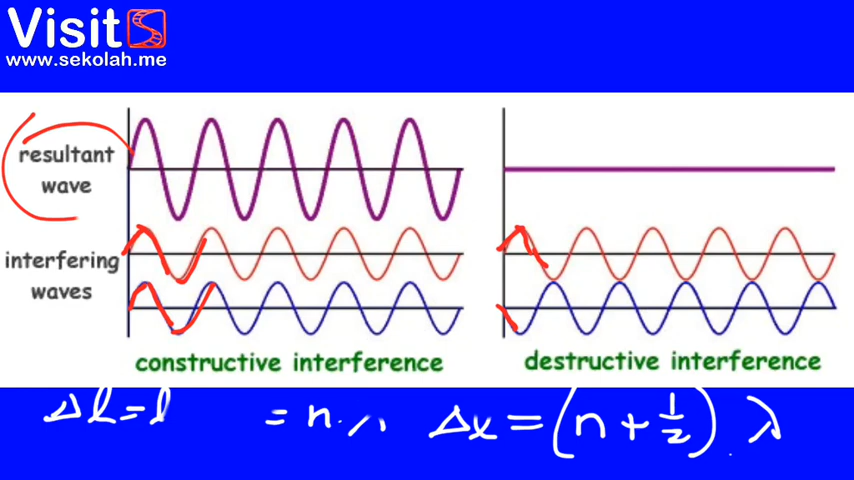 Visit S
www.sekolah.me
resultant
wave
interfering
waves
constructive interference
destructive interference
= n
Δx = (n + 1/2) . λ